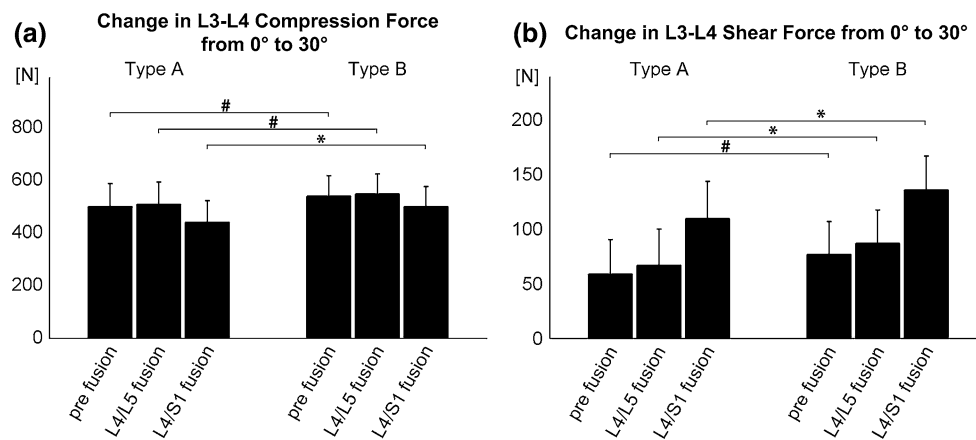 (a) Change in L3-L4 Compression Force
from 0° to 30°
[N]
Type A
Type B
#
#
*
800
600
400
200
0
pre fusion
L4/L5 fusion
L4/S1 fusion
pre fusion
L4/L5 fusion
L4/S1 fusion
(b) Change in L3-L4 Shear Force from 0° to 30°
[N]
Type A
Type B
*
*
#
200
150
100
50
0
pre fusion
L4/L5 fusion
L4/S1 fusion
pre fusion
L4/L5 fusion
L4/S1 fusion